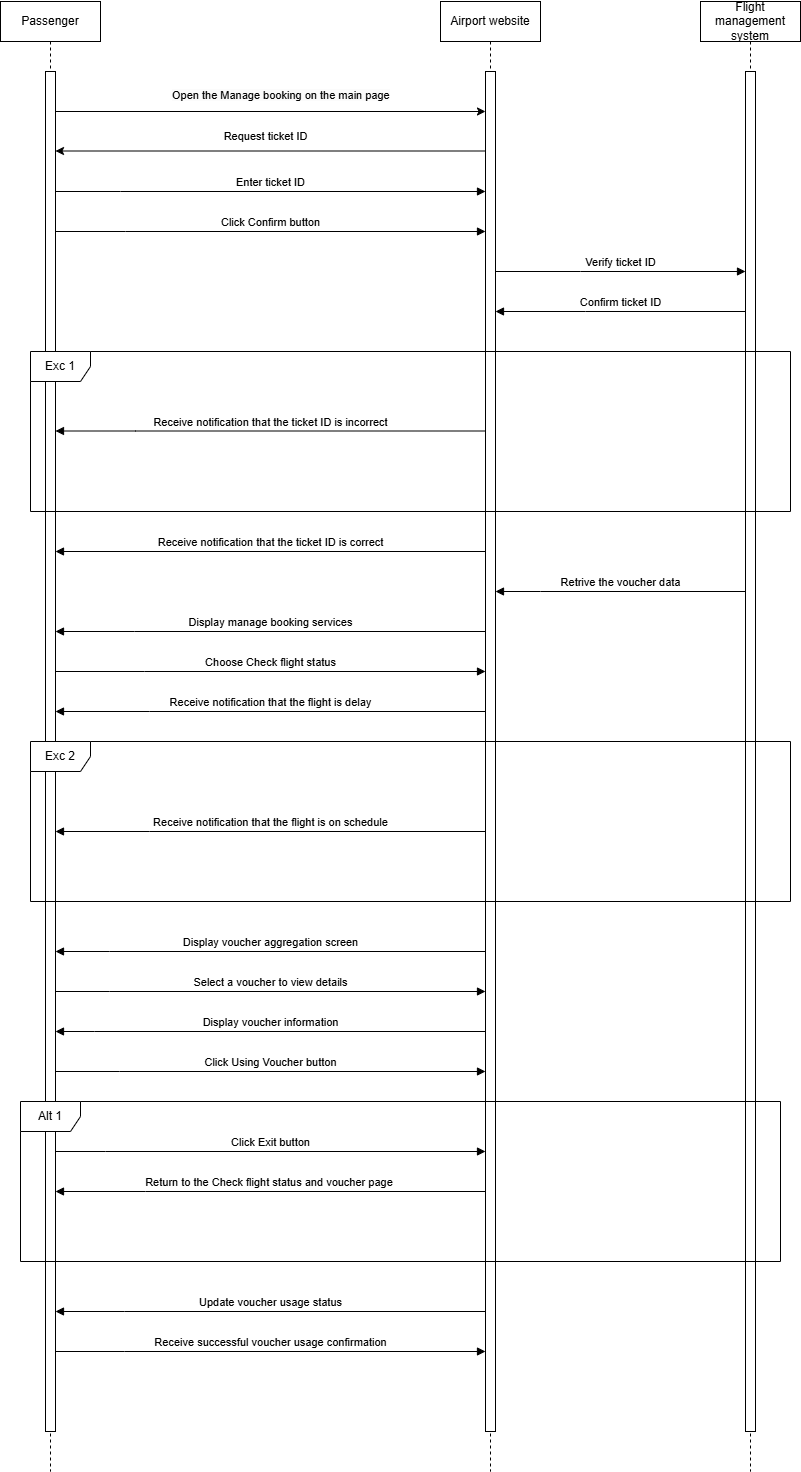 Passenger
Airport website
Flight
management
system
Open the Manage booking on the main page
Request ticket ID
Enter ticket ID
Click Confirm button
Verify ticket ID
Confirm ticket ID
Exc 1
Receive notification that the ticket ID is incorrect
Receive notification that the ticket ID is correct
Retrive the voucher data
Display manage booking services
Choose Check flight status
Receive notification that the flight is delay
Exc 2
Receive notification that the flight is on schedule
Display voucher aggregation screen
Select a voucher to view details
Display voucher information
Click Using Voucher button
Alt 1
Click Exit button
Return to the Check flight status and voucher page
Update voucher usage status
Receive successful voucher usage confirmation